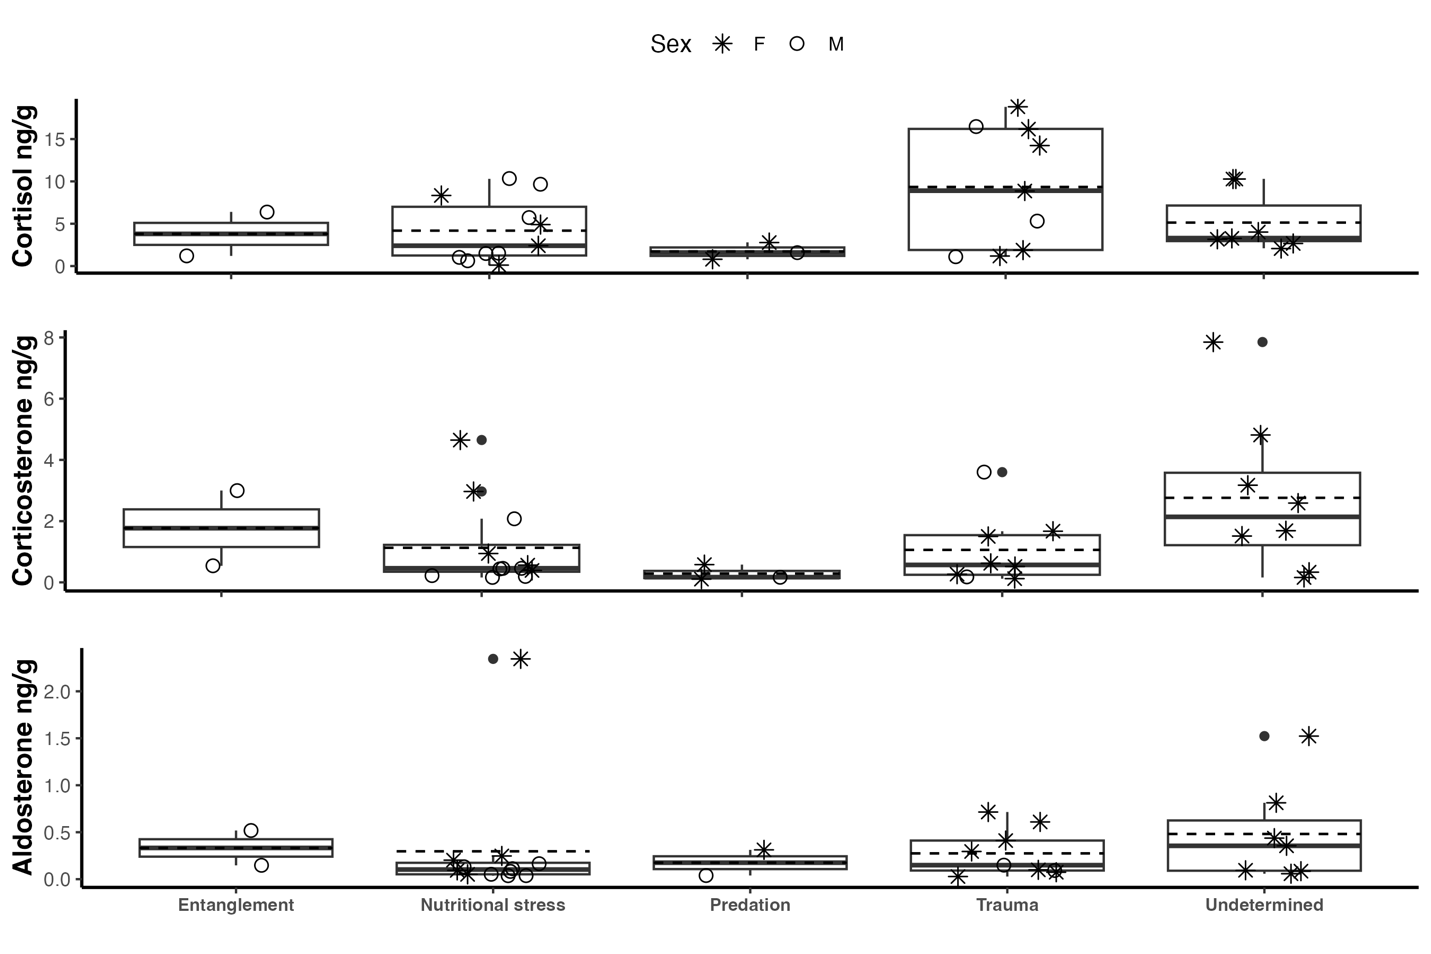 Sex F M
Cortisol ng/g
15
10
5
0
Corticosterone ng/g
8
6
4
2
0
Aldosterone ng/g
2.0
1.5
1.0
0.5
0.0
Entanglement Nutritional stress Predation Trauma Undetermined